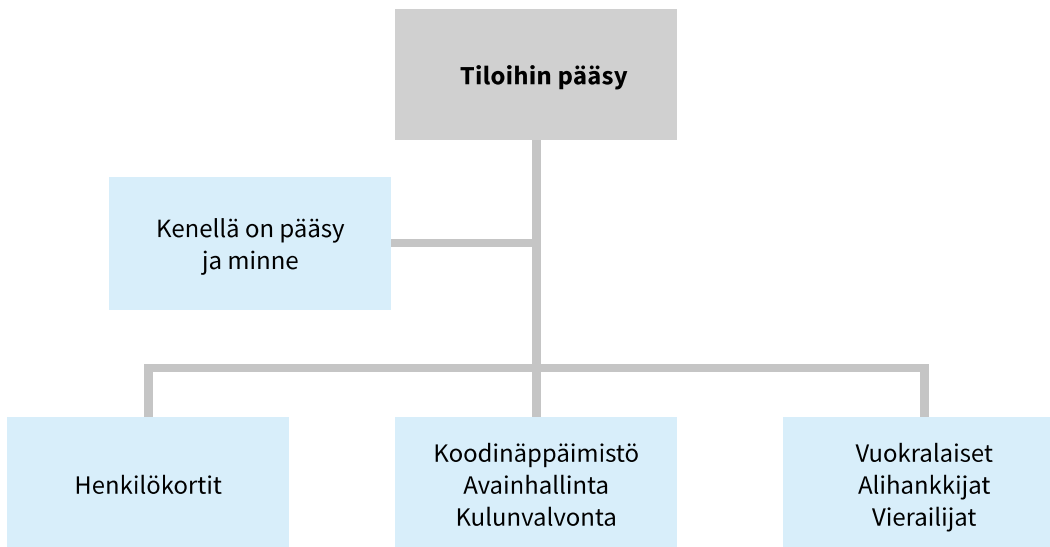 Tiloihin pääsy
Kenellä on pääsy
ja minne
Henkilökortit
Koodinäppäimistö
Avainhallinta
Kulunvalvonta
Vuokralaiset
Alihankkijat
Vierailijat